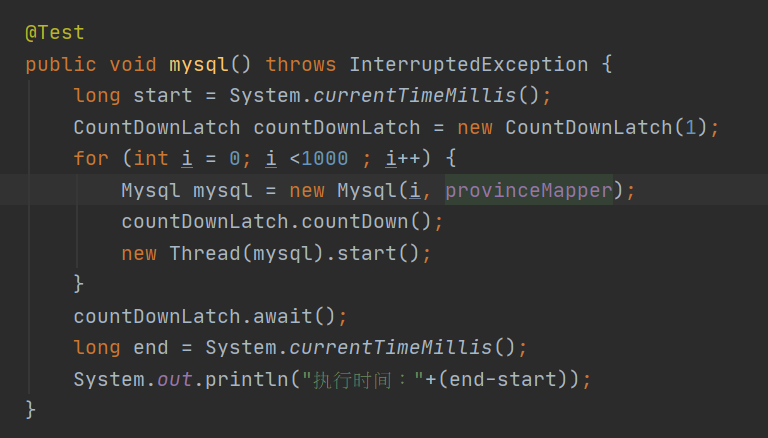 @Test
public void mysql() throws InterruptedException {
long start = System.currentTimeMillis();
CountDownLatch countDownLatch = new CountDownLatch(1);
for (int i = 0; i <1000 ; i++) {
Mysql mysql = new Mysql(i, provinceMapper);
countDownLatch.countDown();
new Thread(mysql).start();
}
countDownLatch.await();
long end = System.currentTimeMillis();
System.out.println("执行时间："+(end-start));
}